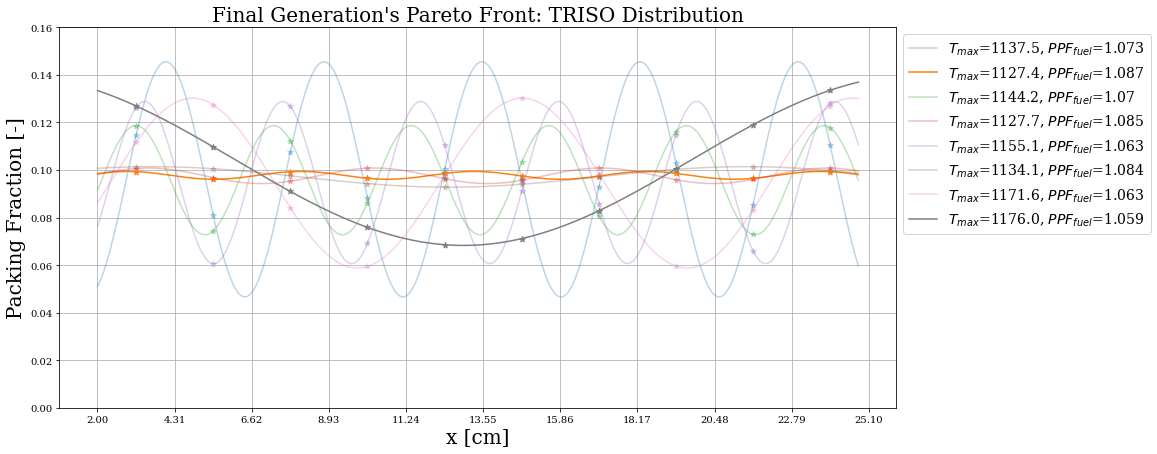 Final Generation's Pareto Front: TRISO Distribution
Packing Fraction [-]
0.16
0.14
0.12
0.10
0.08
0.06
0.04
0.02
0.00
2.00 4.31 6.62 8.93 11.24 13.55 15.86 18.17 20.48 22.79 25.10
x [cm]
T_max=1137.5, PPF_fuel=1.073
T_max=1127.4, PPF_fuel=1.087
T_max=1144.2, PPF_fuel=1.07
T_max=1127.7, PPF_fuel=1.085
T_max=1155.1, PPF_fuel=1.063
T_max=1134.1, PPF_fuel=1.084
T_max=1171.6, PPF_fuel=1.063
T_max=1176.0, PPF_fuel=1.059